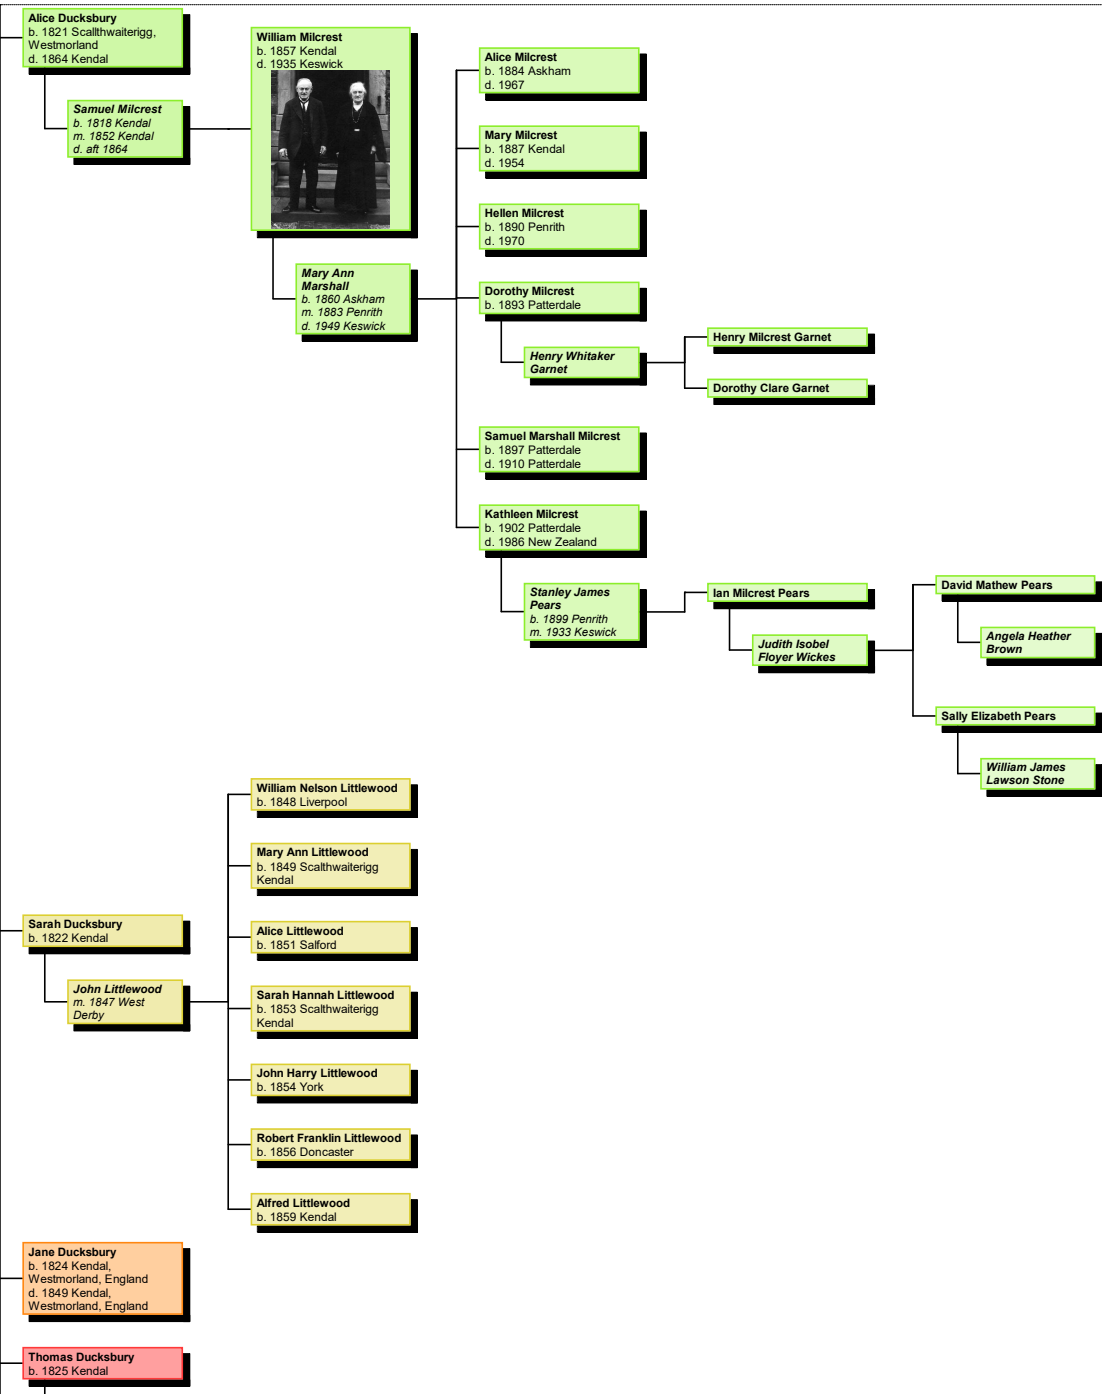 Alice Ducksbury
b. 1821 Scallthwaiterigg,
Westmorland
d. 1864 Kendal
Samuel Milcrest
b. 1818 Kendal
m. 1852 Kendal
d. aft 1864
William Milcrest
b. 1857 Kendal
d. 1935 Keswick
Mary Ann
Marshall
b. 1860 Askham
m. 1883 Penrith
d. 1949 Keswick
Alice Milcrest
b. 1884 Askham
d. 1967
Mary Milcrest
b. 1887 Kendal
d. 1954
Hellen Milcrest
b. 1890 Penrith
d. 1970
Dorothy Milcrest
b. 1893 Patterdale
Henry Whitaker
Garnet
Henry Milcrest Garnet
Dorothy Clare Garnet
Samuel Marshall Milcrest
b. 1897 Patterdale
d. 1910 Patterdale
Kathleen Milcrest
b. 1902 Patterdale
d. 1986 New Zealand
Stanley James
Pears
b. 1899 Penrith
m. 1933 Keswick
Ian Milcrest Pears
Judith Isobel
Floyer Wickes
David Mathew Pears
Angela Heather
Brown
Sally Elizabeth Pears
William James
Lawson Stone
Sarah Ducksbury
b. 1822 Kendal
John Littlewood
m. 1847 West
Derby
William Nelson Littlewood
b. 1848 Liverpool
Mary Ann Littlewood
b. 1849 Scalthwaiterigg
Kendal
Alice Littlewood
b. 1851 Salford
Sarah Hannah Littlewood
b. 1853 Scalthwaiterigg
Kendal
John Harry Littlewood
b. 1854 York
Robert Franklin Littlewood
b. 1856 Doncaster
Alfred Littlewood
b. 1859 Kendal
Jane Ducksbury
b. 1824 Kendal,
Westmorland, England
d. 1849 Kendal,
Westmorland, England
Thomas Ducksbury
b. 1825 Kendal